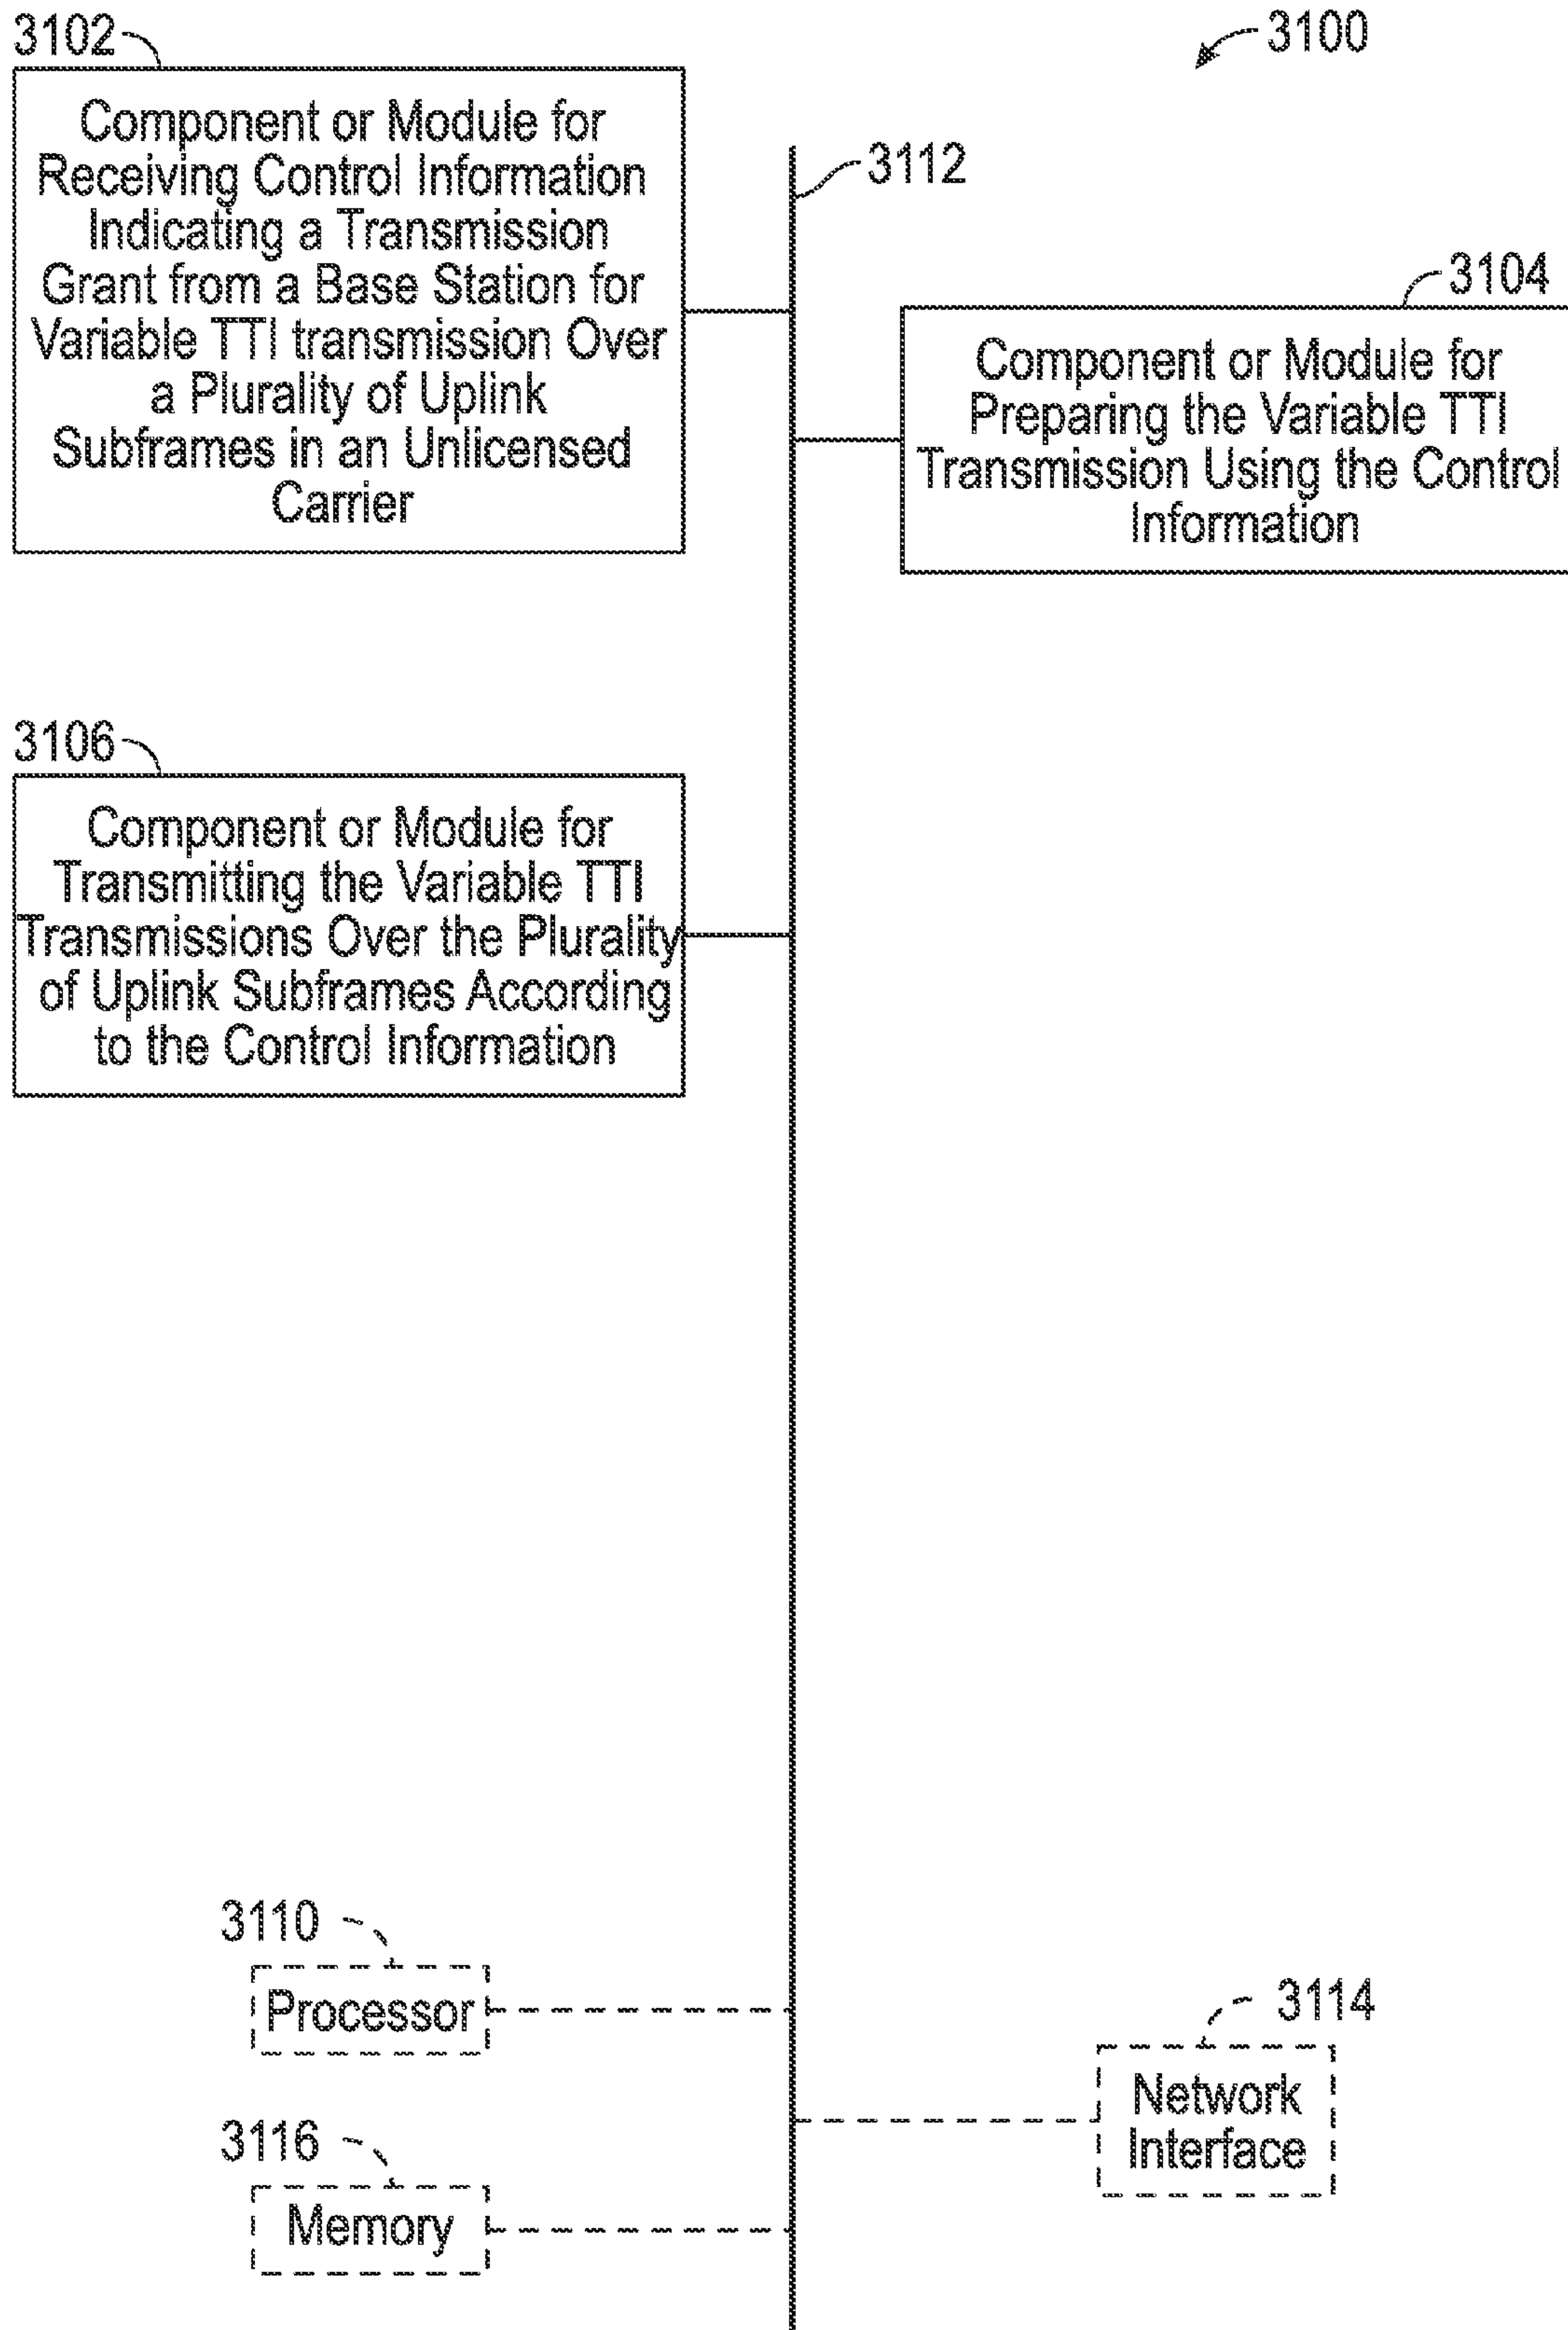 3102
3100
Component or Module for
Receiving Control Information
Indicating a Transmission
Grant from a Base Station for
Variable TTI transmission Over
a Plurality of Uplink
Subframes in an Unlicensed
Carrier
3112
3104
Component or Module for
Preparing the Variable TTI
Transmission Using the Control
Information
3106
Component or Module for
Transmitting the Variable TTI
Transmissions Over the Plurality
of Uplink Subframes According
to the Control Information
3110
Processor
3114
Network
Interface
3116
Memory